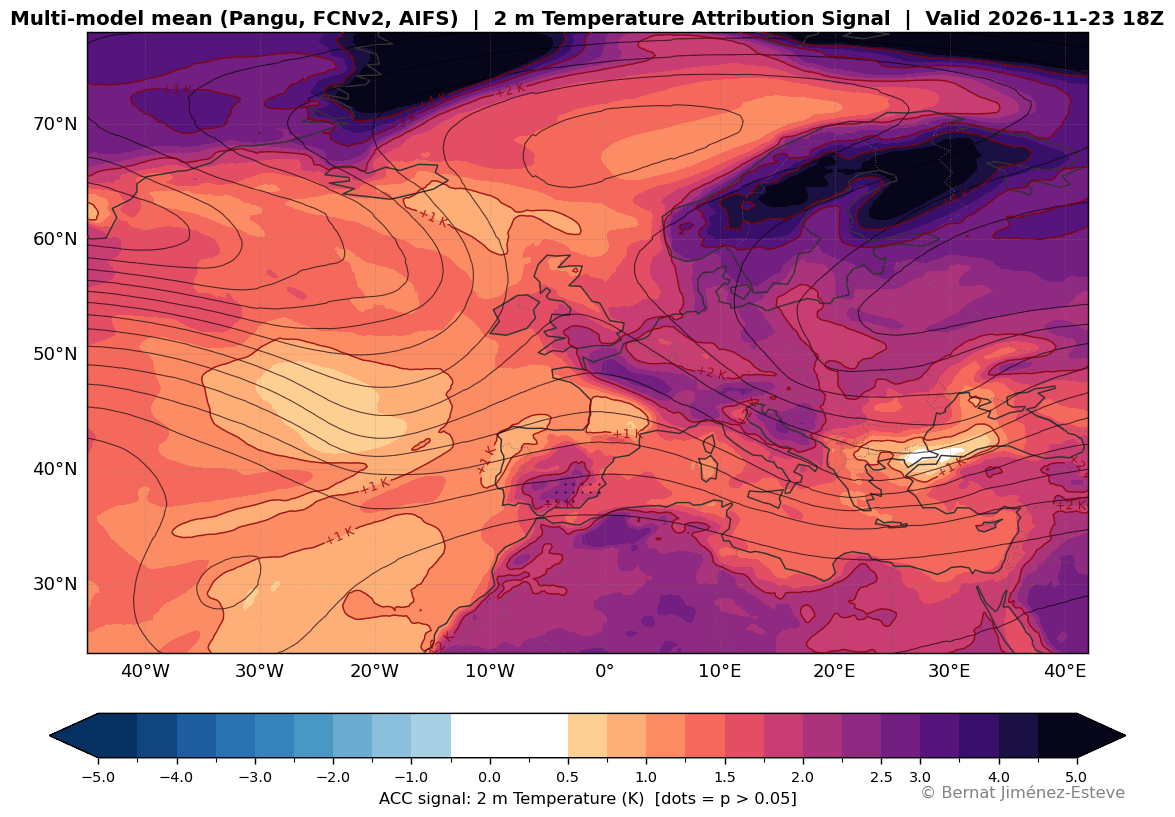 Multi-model mean (Pangu, FCNv2, AIFS) | 2 m Temperature Attribution Signal | Valid 2026-11-23 18Z
70°N
60°N
50°N
40°N
30°N
+3 K
+2 K
+1 K
+2 K
+1 K
+1 K
+1 K
+2 K
+1 K
+1 K
+2 K
+2 K
40°W
30°W
20°W
10°W
0°
10°E
20°E
30°E
40°E
−5.0
−4.0
−3.0
−2.0
−1.0
0.0
0.5
1.0
1.5
2.0
2.5
3.0
4.0
5.0
ACC signal: 2 m Temperature (K) [dots = p > 0.05]
© Bernat Jiménez-Esteve